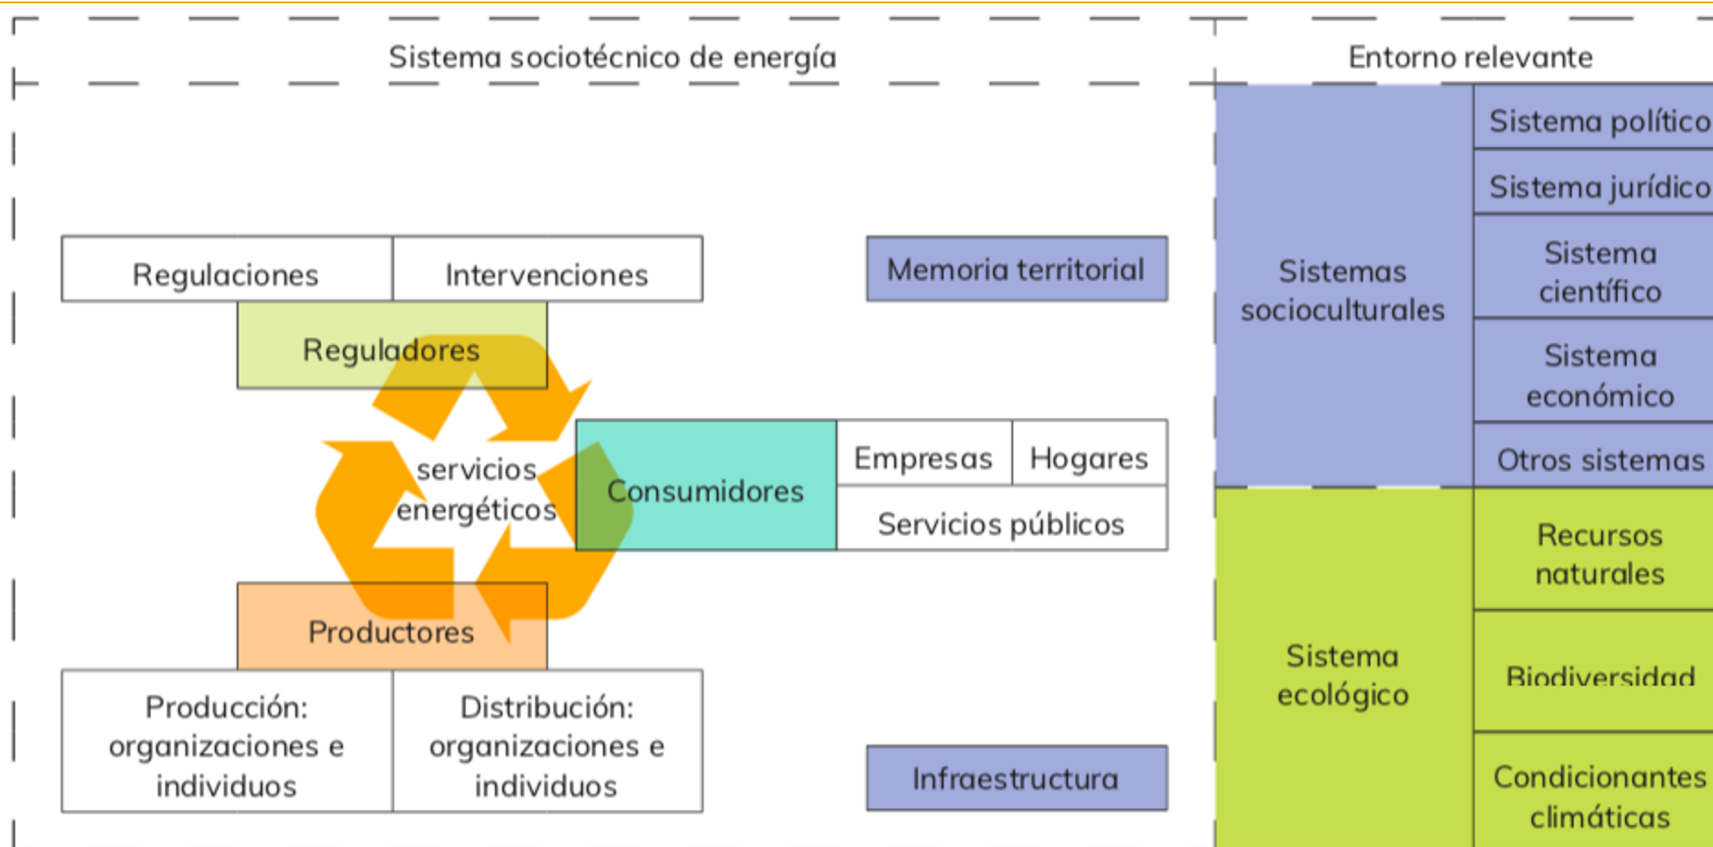 Sistema sociotécnico de energía
Entorno relevante
Regulaciones
Intervenciones
Reguladores
servicios
energéticos
Consumidores
Empresas
Hogares
Servicios públicos
Productores
Producción:
organizaciones e
individuos
Distribución:
organizaciones e
individuos
Memoria territorial
Infraestructura
Sistemas
socioculturales
Sistema político
Sistema jurídico
Sistema
científico
Sistema
económico
Otros sistemas
Sistema
ecológico
Recursos
naturales
Biodiversidad
Condicionantes
climáticas